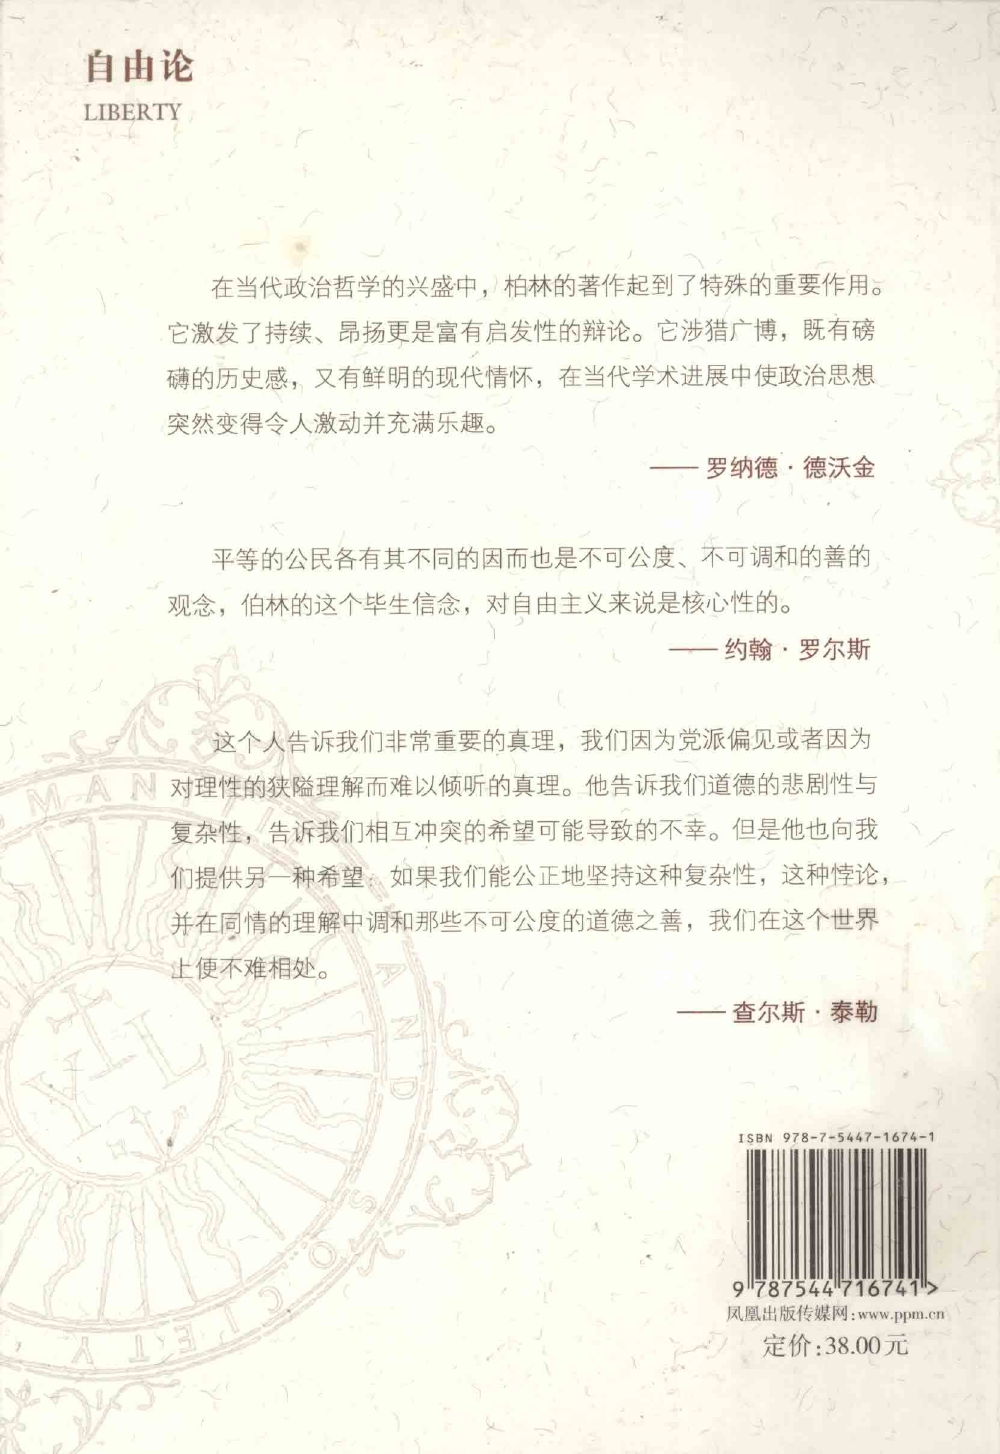 自由论
LIBERTY
在当代政治哲学的兴盛中，柏林的著作起到了特殊的重要作用。
它激发了持续、昂扬更是富有启发性的辩论。它涉猎广博，既有磅
礴的历史感，又有鲜明的现代情怀，在当代学术进展中使政治思想
突然变得令人激动并充满乐趣。
——罗纳德·德沃金
平等的公民各有其不同的因而也是不可公度、不可调和的善的
观念，伯林的这个毕生信念，对自由主义来说是核心性的。
——约翰·罗尔斯
这个人告诉我们非常重要的真理，我们因为党派偏见或者因为
对理性的狭隘理解而难以倾听的真理。他告诉我们道德的悲剧性与
复杂性，告诉我们相互冲突的希望可能导致的不幸。但是他也向我
们提供另一种希望：如果我们能公正地坚持这种复杂性，这种悖论，
并在同情的理解中调和那些不可公度的道德之善，我们在这个世界
上便不难相处。
——查尔斯·泰勒
MANIT
AND SOCIETY
YL
ISBN 978-7-5447-1674-1
9 787544 716741 >
凤凰出版传媒网：www.ppm.cn
定价：38.00元